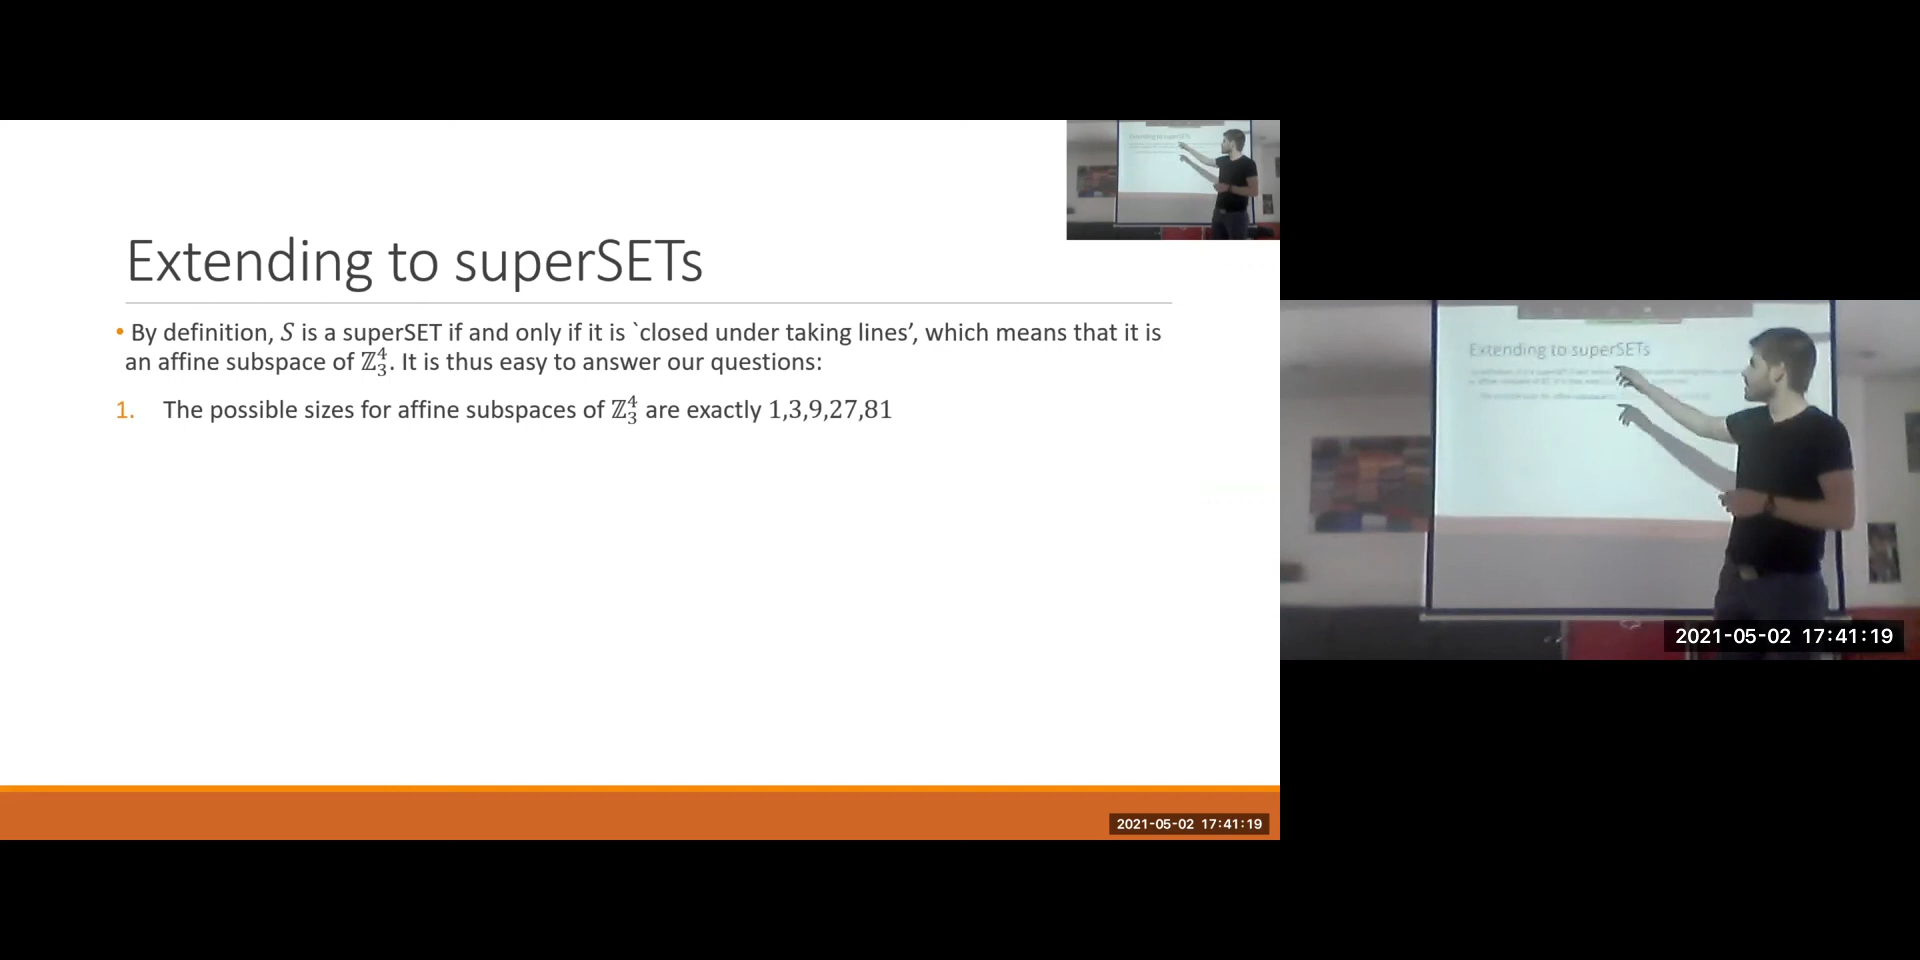 Extending to superSETs
• By definition, 𝑆 is a superSET if and only if it is `closed under taking lines’, which means that it is
an affine subspace of ℤ₃⁴. It is thus easy to answer our questions:
1. The possible sizes for affine subspaces of ℤ₃⁴ are exactly 1,3,9,27,81
2021-05-02 17:41:19
Extending to superSETs
2021-05-02 17:41:19